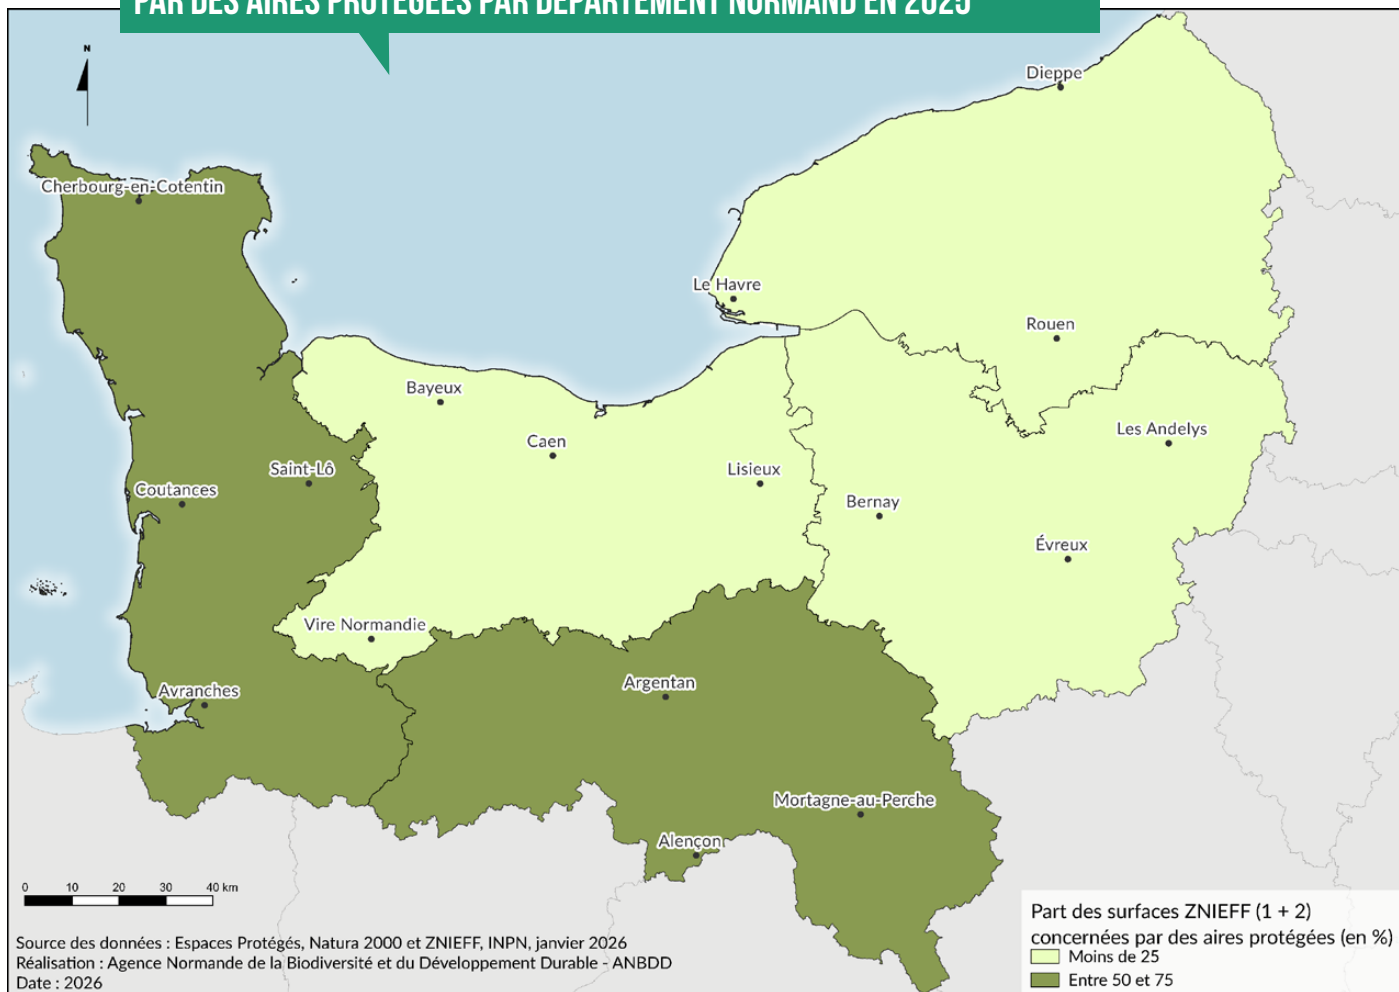 PAR DES AIRES PROTÉGÉES PAR DÉPARTEMENT NORMAND EN 2025
N
Dieppe
Cherbourg-en-Cotentin
Le Havre
Rouen
Bayeux
Les Andelys
Caen
Saint-Lô
Lisieux
Coutances
Bernay
Évreux
Vire Normandie
Argentan
Avranches
Mortagne-au-Perche
Alençon
0 10 20 30 40 km
Part des surfaces ZNIEFF (1 + 2)
concernées par des aires protégées (en %)
Moins de 25
Entre 50 et 75
Source des données : Espaces Protégés, Natura 2000 et ZNIEFF, INPN, janvier 2026
Réalisation : Agence Normande de la Biodiversité et du Développement Durable - ANBDD
Date : 2026